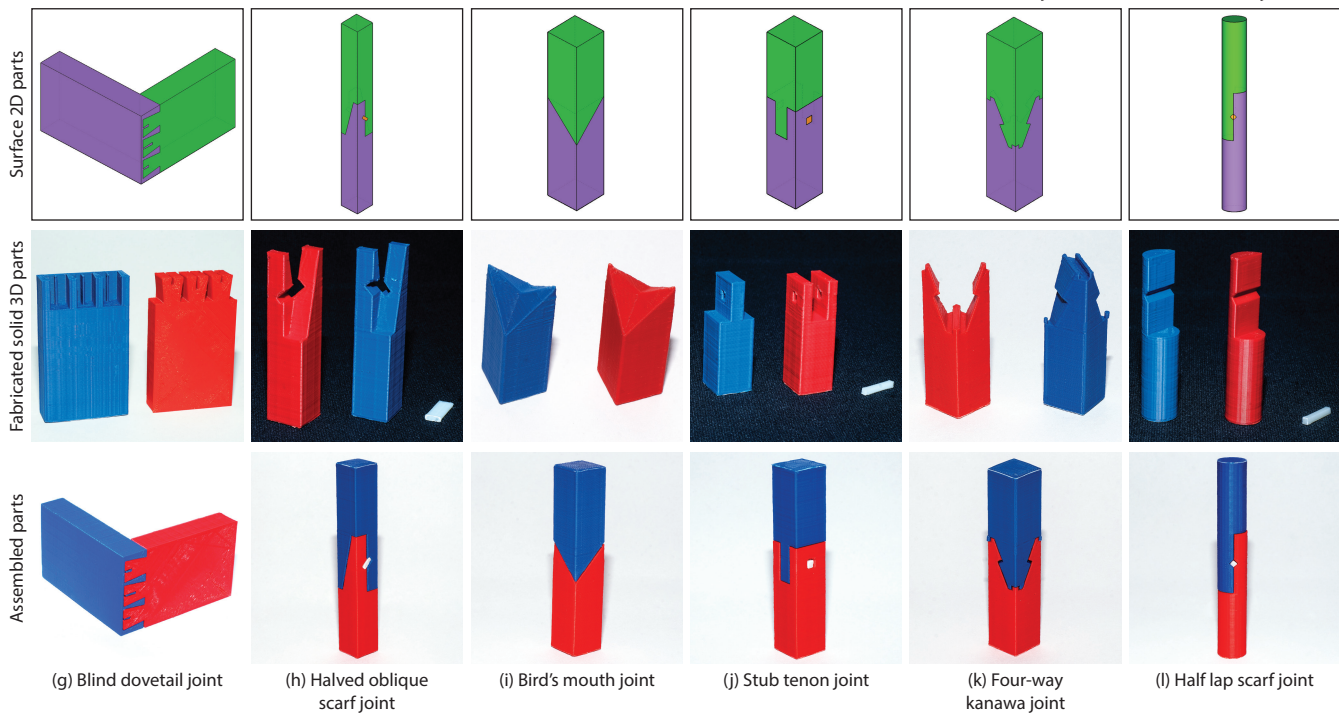 Surface 2D parts
Fabricated solid 3D parts
Assembled parts
(g) Blind dovetail joint
(h) Halved oblique
scarf joint
(i) Bird's mouth joint
(j) Stub tenon joint
(k) Four-way
kanawa joint
(l) Half lap scarf joint